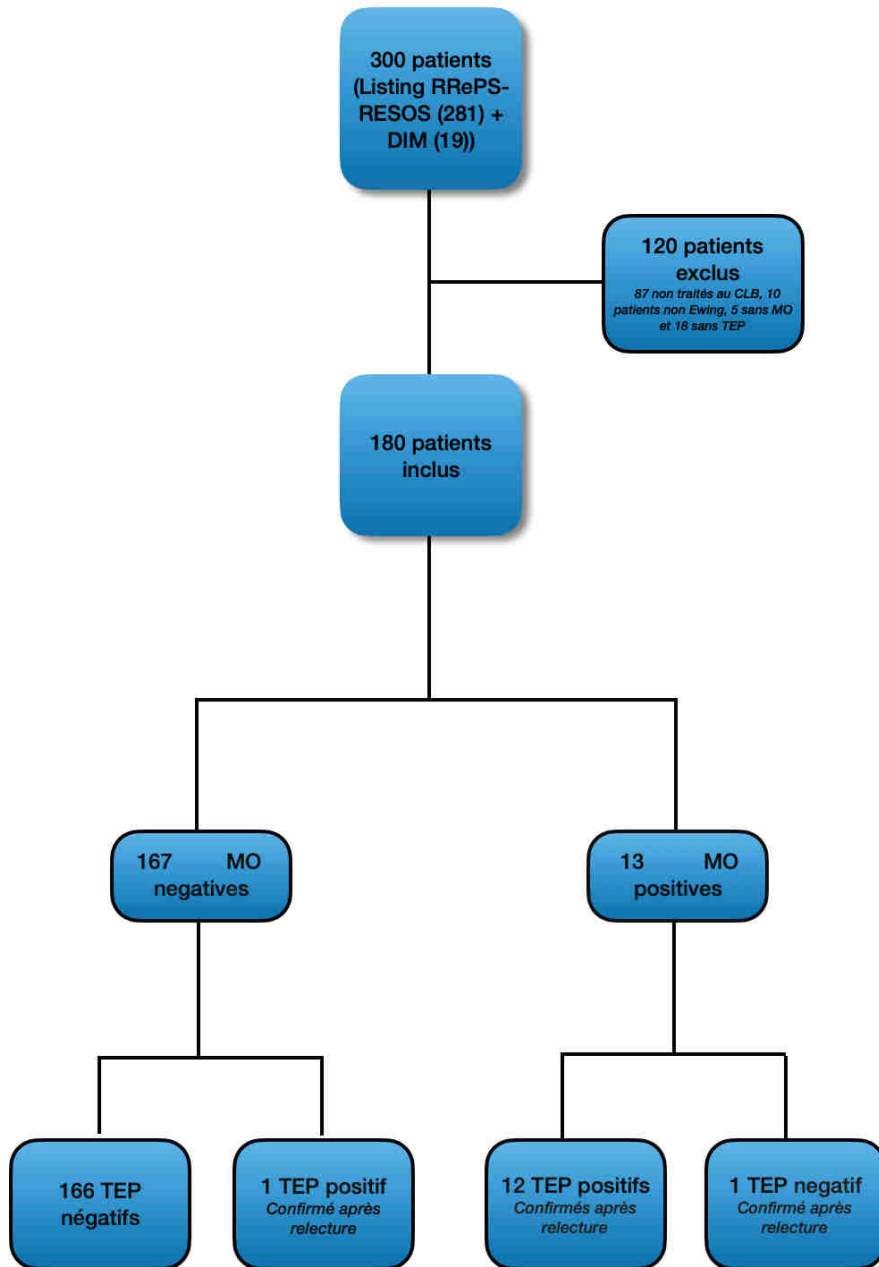 300 patients
(Listing RRePS-
RESOS (281) +
DIM (19))
120 patients
exclus
87 non traités au CLB, 10
patients non Ewing, 5 sans MO
et 18 sans TEP
180 patients
inclus
167 MO
negatives
13 MO
positives
166 TEP
négatifs
1 TEP positif
Confirmé après
relecture
12 TEP positifs
Confirmés après
relecture
1 TEP negatif
Confirmé après
relecture